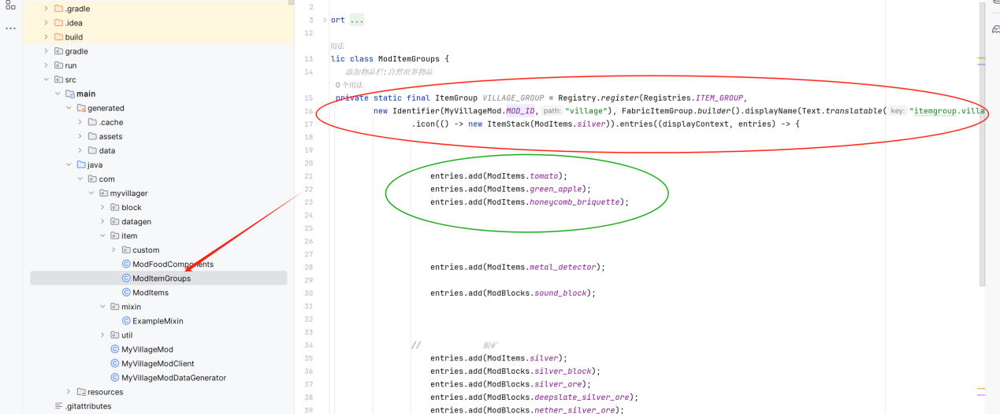 .gradle
.idea
build
gradle
run
src
main
generated
.cache
assets
data
java
com
myvillager
block
datagen
item
custom
ModFoodComponents
ModItemGroups
ModItems
mixin
ExampleMixin
util
MyVillageMod
MyVillageModClient
MyVillageModDataGenerator
resources
.gitattributes
2
3 ort ...
12
用法
13 lic class ModItemGroups {
14 添加物品栏:自然世界物品
0 个用法
15 private static final ItemGroup VILLAGE_GROUP = Registry.register(Registries.ITEM_GROUP,
16 new Identifier(MyVillageMod.MOD_ID, path: "village"), FabricItemGroup.builder().displayName(Text.translatable( key: "itemgroup.villa
17 .icon(() -> new ItemStack(ModItems.silver)).entries((displayContext, entries) -> {
18
19
20
21 entries.add(ModItems.tomato);
22 entries.add(ModItems.green_apple);
23 entries.add(ModItems.honeycomb_briquette);
24
25
26
27
28 entries.add(ModItems.metal_detector);
29
30 entries.add(ModBlocks.sound_block);
31
32
33
34 // 银矿
35 entries.add(ModItems.silver);
36 entries.add(ModBlocks.silver_block);
37 entries.add(ModBlocks.silver_ore);
38 entries.add(ModBlocks.deepslate_silver_ore);
39 entries.add(ModBlocks.nether_silver_ore);